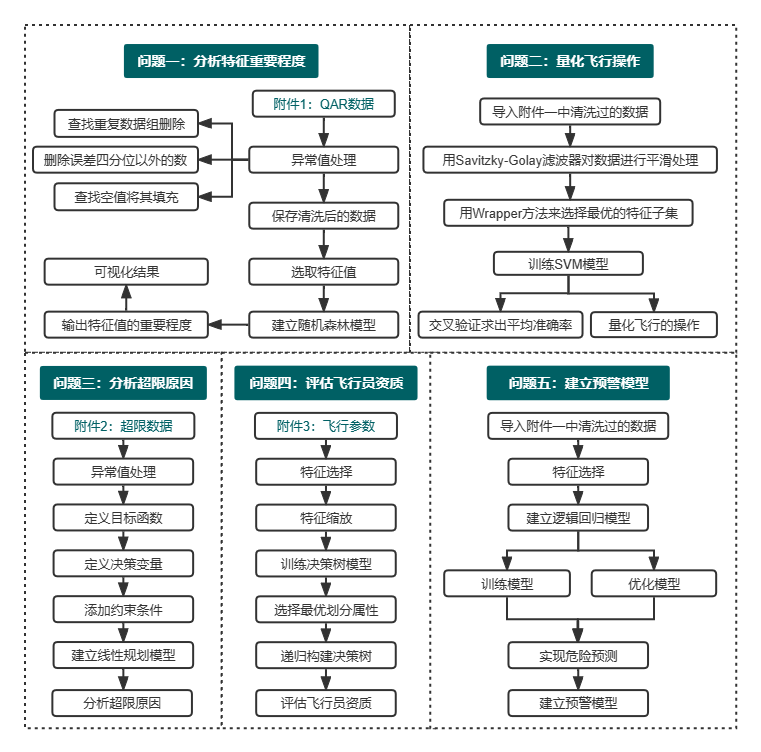 问题一：分析特征重要程度
附件1：QAR数据
查找重复数据组删除
删除误差四分位以外的数
异常值处理
查找空值将其填充
保存清洗后的数据
可视化结果
选取特征值
输出特征值的重要程度
建立随机森林模型
问题二：量化飞行操作
导入附件一中清洗过的数据
用Savitzky-Golay滤波器对数据进行平滑处理
用Wrapper方法来选择最优的特征子集
训练SVM模型
交叉验证求出平均准确率
量化飞行的操作
问题三：分析超限原因
附件2：超限数据
异常值处理
定义目标函数
定义决策变量
添加约束条件
建立线性规划模型
分析超限原因
问题四：评估飞行员资质
附件3：飞行参数
特征选择
特征缩放
训练决策树模型
选择最优划分属性
递归构建决策树
评估飞行员资质
问题五：建立预警模型
导入附件一中清洗过的数据
特征选择
建立逻辑回归模型
训练模型
优化模型
实现危险预测
建立预警模型